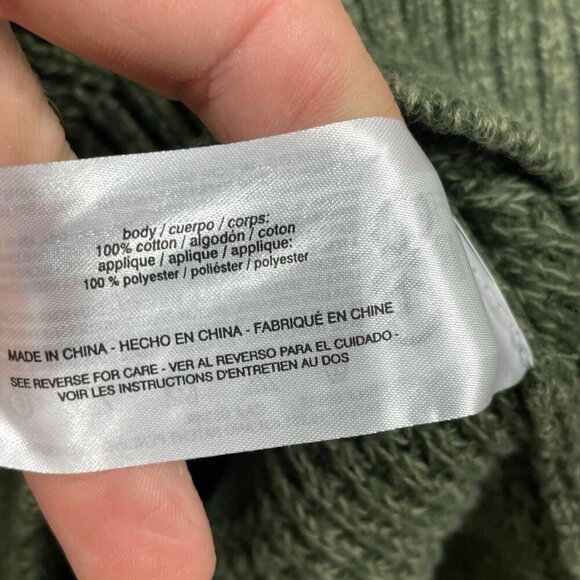 body / cuerpo / corps:
100% cotton / algodón / coton
applique / aplique / applique:
100 % polyester / poliéster / polyester
MADE IN CHINA - HECHO EN CHINA - FABRIQUÉ EN CHINE
SEE REVERSE FOR CARE - VER AL REVERSO PARA EL CUIDADO -
VOIR LES INSTRUCTIONS D'ENTRETIEN AU DOS